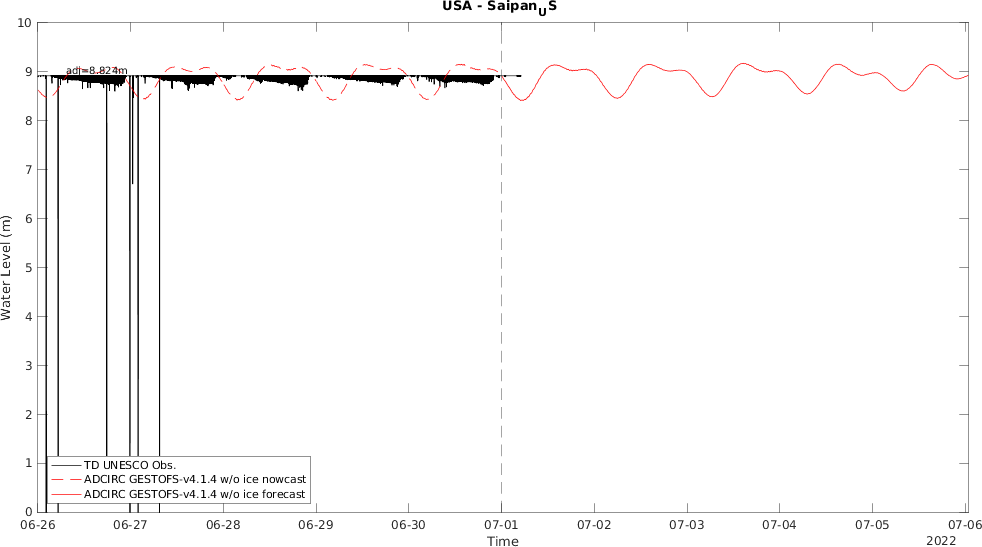 USA - SaipanUS
10
9
8
7
6
5
4
3
2
1
0
Water Level (m)
adj=8.824m
TD UNESCO Obs.
ADCIRC GESTOFS-v4.1.4 w/o ice nowcast
ADCIRC GESTOFS-v4.1.4 w/o ice forecast
06-26 06-27 06-28 06-29 06-30 07-01 07-02 07-03 07-04 07-05 07-06
Time
2022